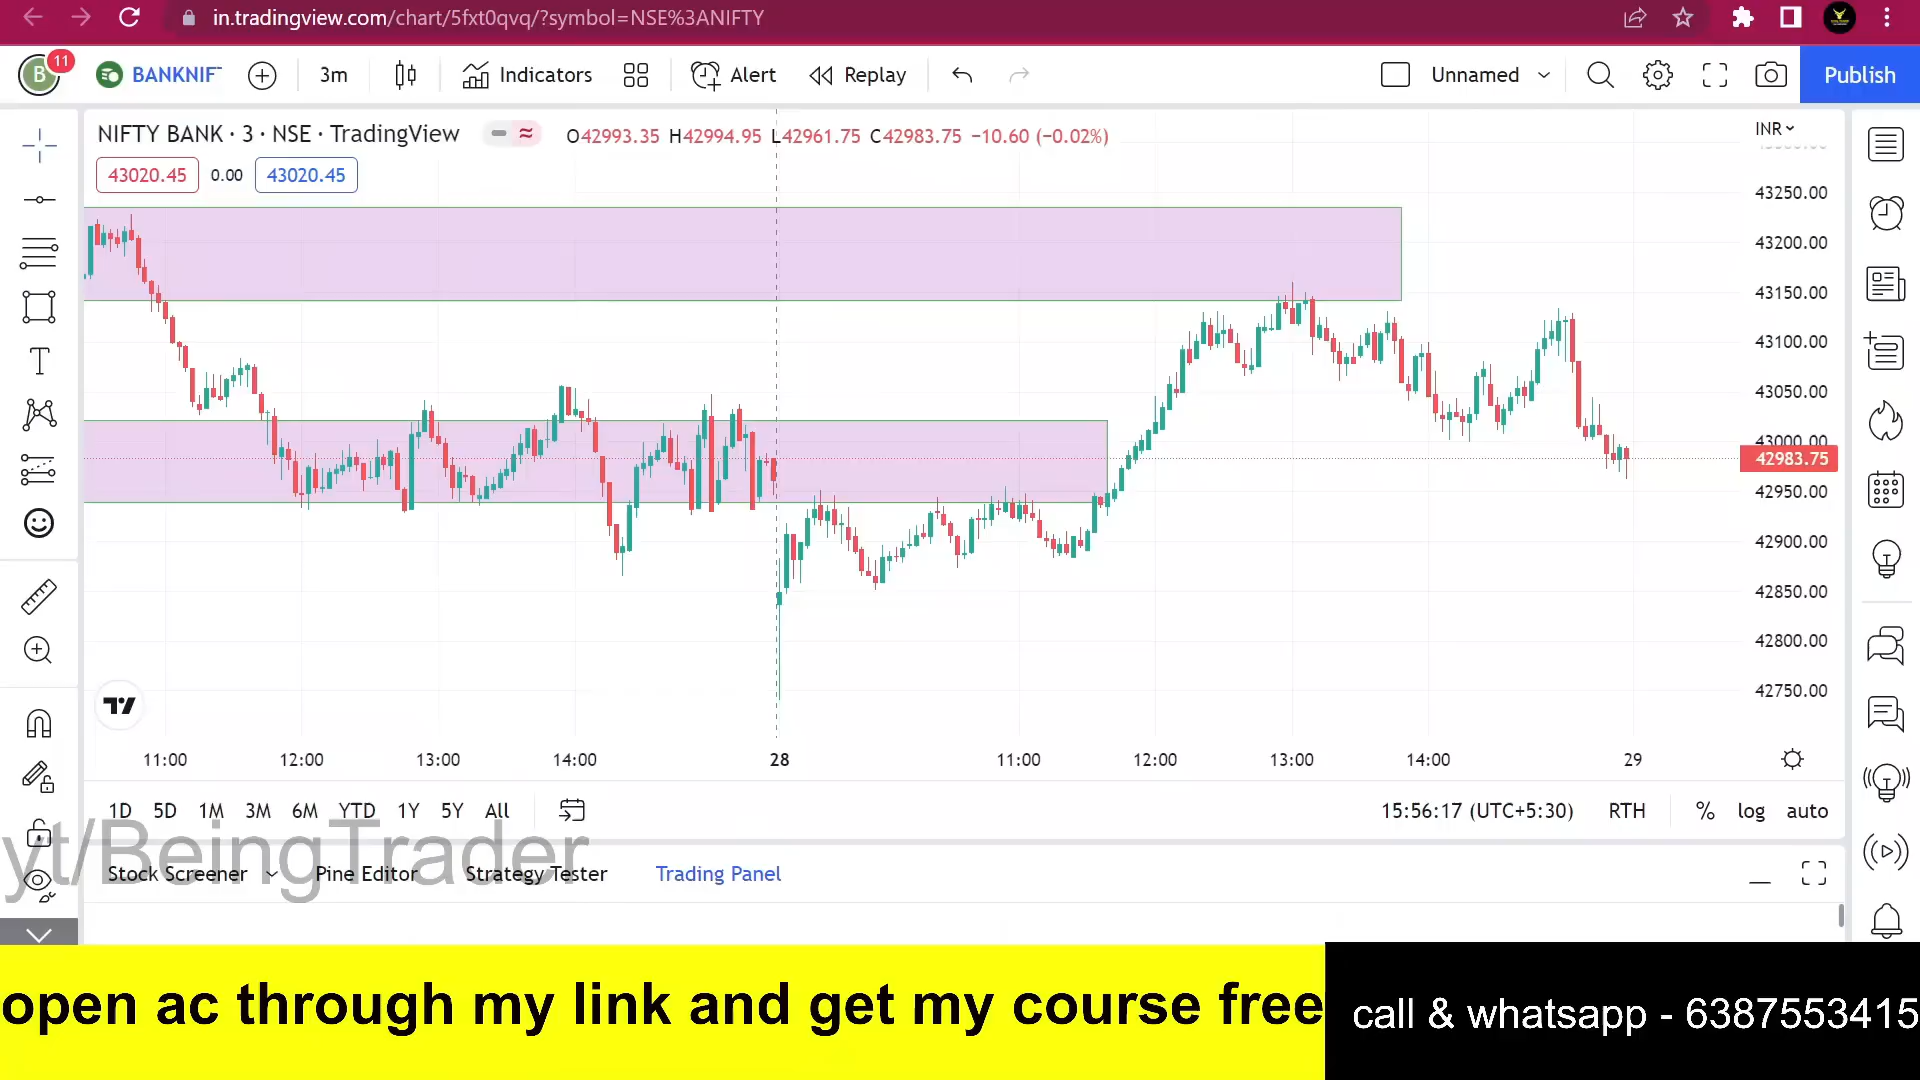 in.tradingview.com/chart/5fxt0qvq/?symbol=NSE%3ANIFTY
B 11 BANKNIF 3m Indicators Alert Replay Unnamed Publish
NIFTY BANK · 3 · NSE · TradingView O42993.35 H42994.95 L42961.75 C42983.75 −10.60 (−0.02%) INR
43020.45 0.00 43020.45
43250.00
43200.00
43150.00
43100.00
43050.00
43000.00
42983.75
42950.00
42900.00
42850.00
42800.00
42750.00
11:00 12:00 13:00 14:00 28 11:00 12:00 13:00 14:00 29
1D 5D 1M 3M 6M YTD 1Y 5Y All 15:56:17 (UTC+5:30) RTH % log auto
yt/BeingTrader
Stock Screener Pine Editor Strategy Tester Trading Panel
open ac through my link and get my course free
call & whatsapp - 6387553415